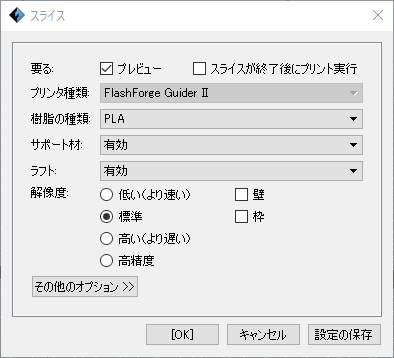 スライス
要る: プレビュー スライスが終了後にプリント実行
プリンタ種類: FlashForge Guider II
樹脂の種類: PLA
サポート材: 有効
ラフト: 有効
解像度: 低い(より速い) 壁
標準 枠
高い(より遅い)
高精度
その他のオプション >>
[OK] キャンセル 設定の保存